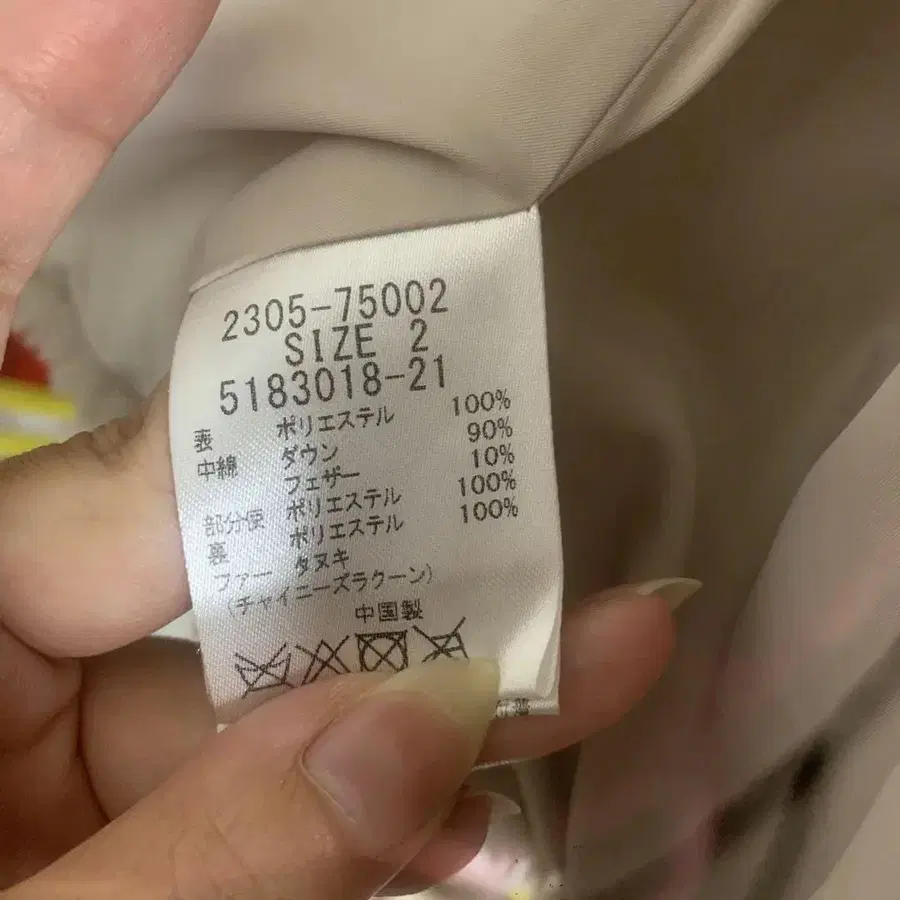 2305-75002
SIZE 2
5183018-21
表 ポリエステル 100%
中綿 ダウン 90%
フェザー 10%
部分使 ポリエステル 100%
裏 ポリエステル 100%
ファー タヌキ
(チャイニーズラクーン)
中国製